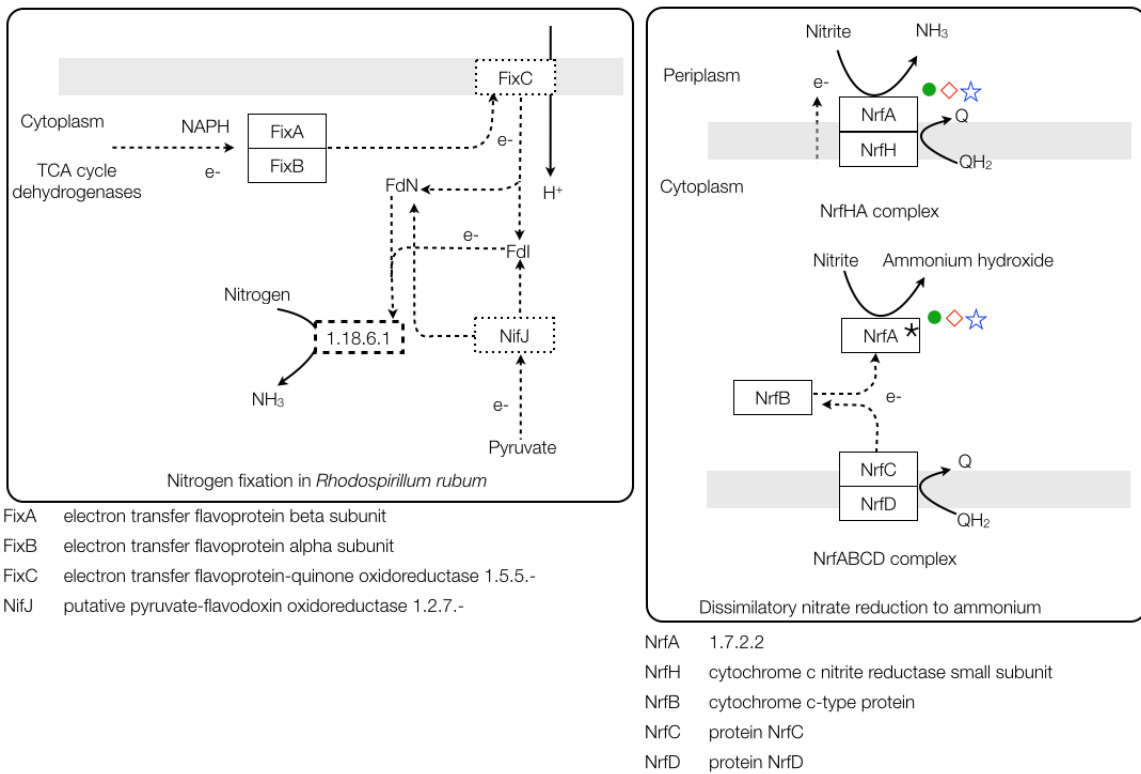 FixC
Cytoplasm
NAPH
FixA
e-
TCA cycle
dehydrogenases
e-
FixB
FdN
H+
e-
FdI
Nitrogen
1.18.6.1
NifJ
NH3
e-
Pyruvate
Nitrogen fixation in Rhodospirillum rubum
FixA electron transfer flavoprotein beta subunit
FixB electron transfer flavoprotein alpha subunit
FixC electron transfer flavoprotein-quinone oxidoreductase 1.5.5.-
NifJ putative pyruvate-flavodoxin oxidoreductase 1.2.7.-
Nitrite
NH3
Periplasm
e-
NrfA
Q
NrfH
QH2
Cytoplasm
NrfHA complex
Nitrite
Ammonium hydroxide
NrfA *
NrfB
e-
NrfC
Q
NrfD
QH2
NrfABCD complex
Dissimilatory nitrate reduction to ammonium
NrfA 1.7.2.2
NrfH cytochrome c nitrite reductase small subunit
NrfB cytochrome c-type protein
NrfC protein NrfC
NrfD protein NrfD